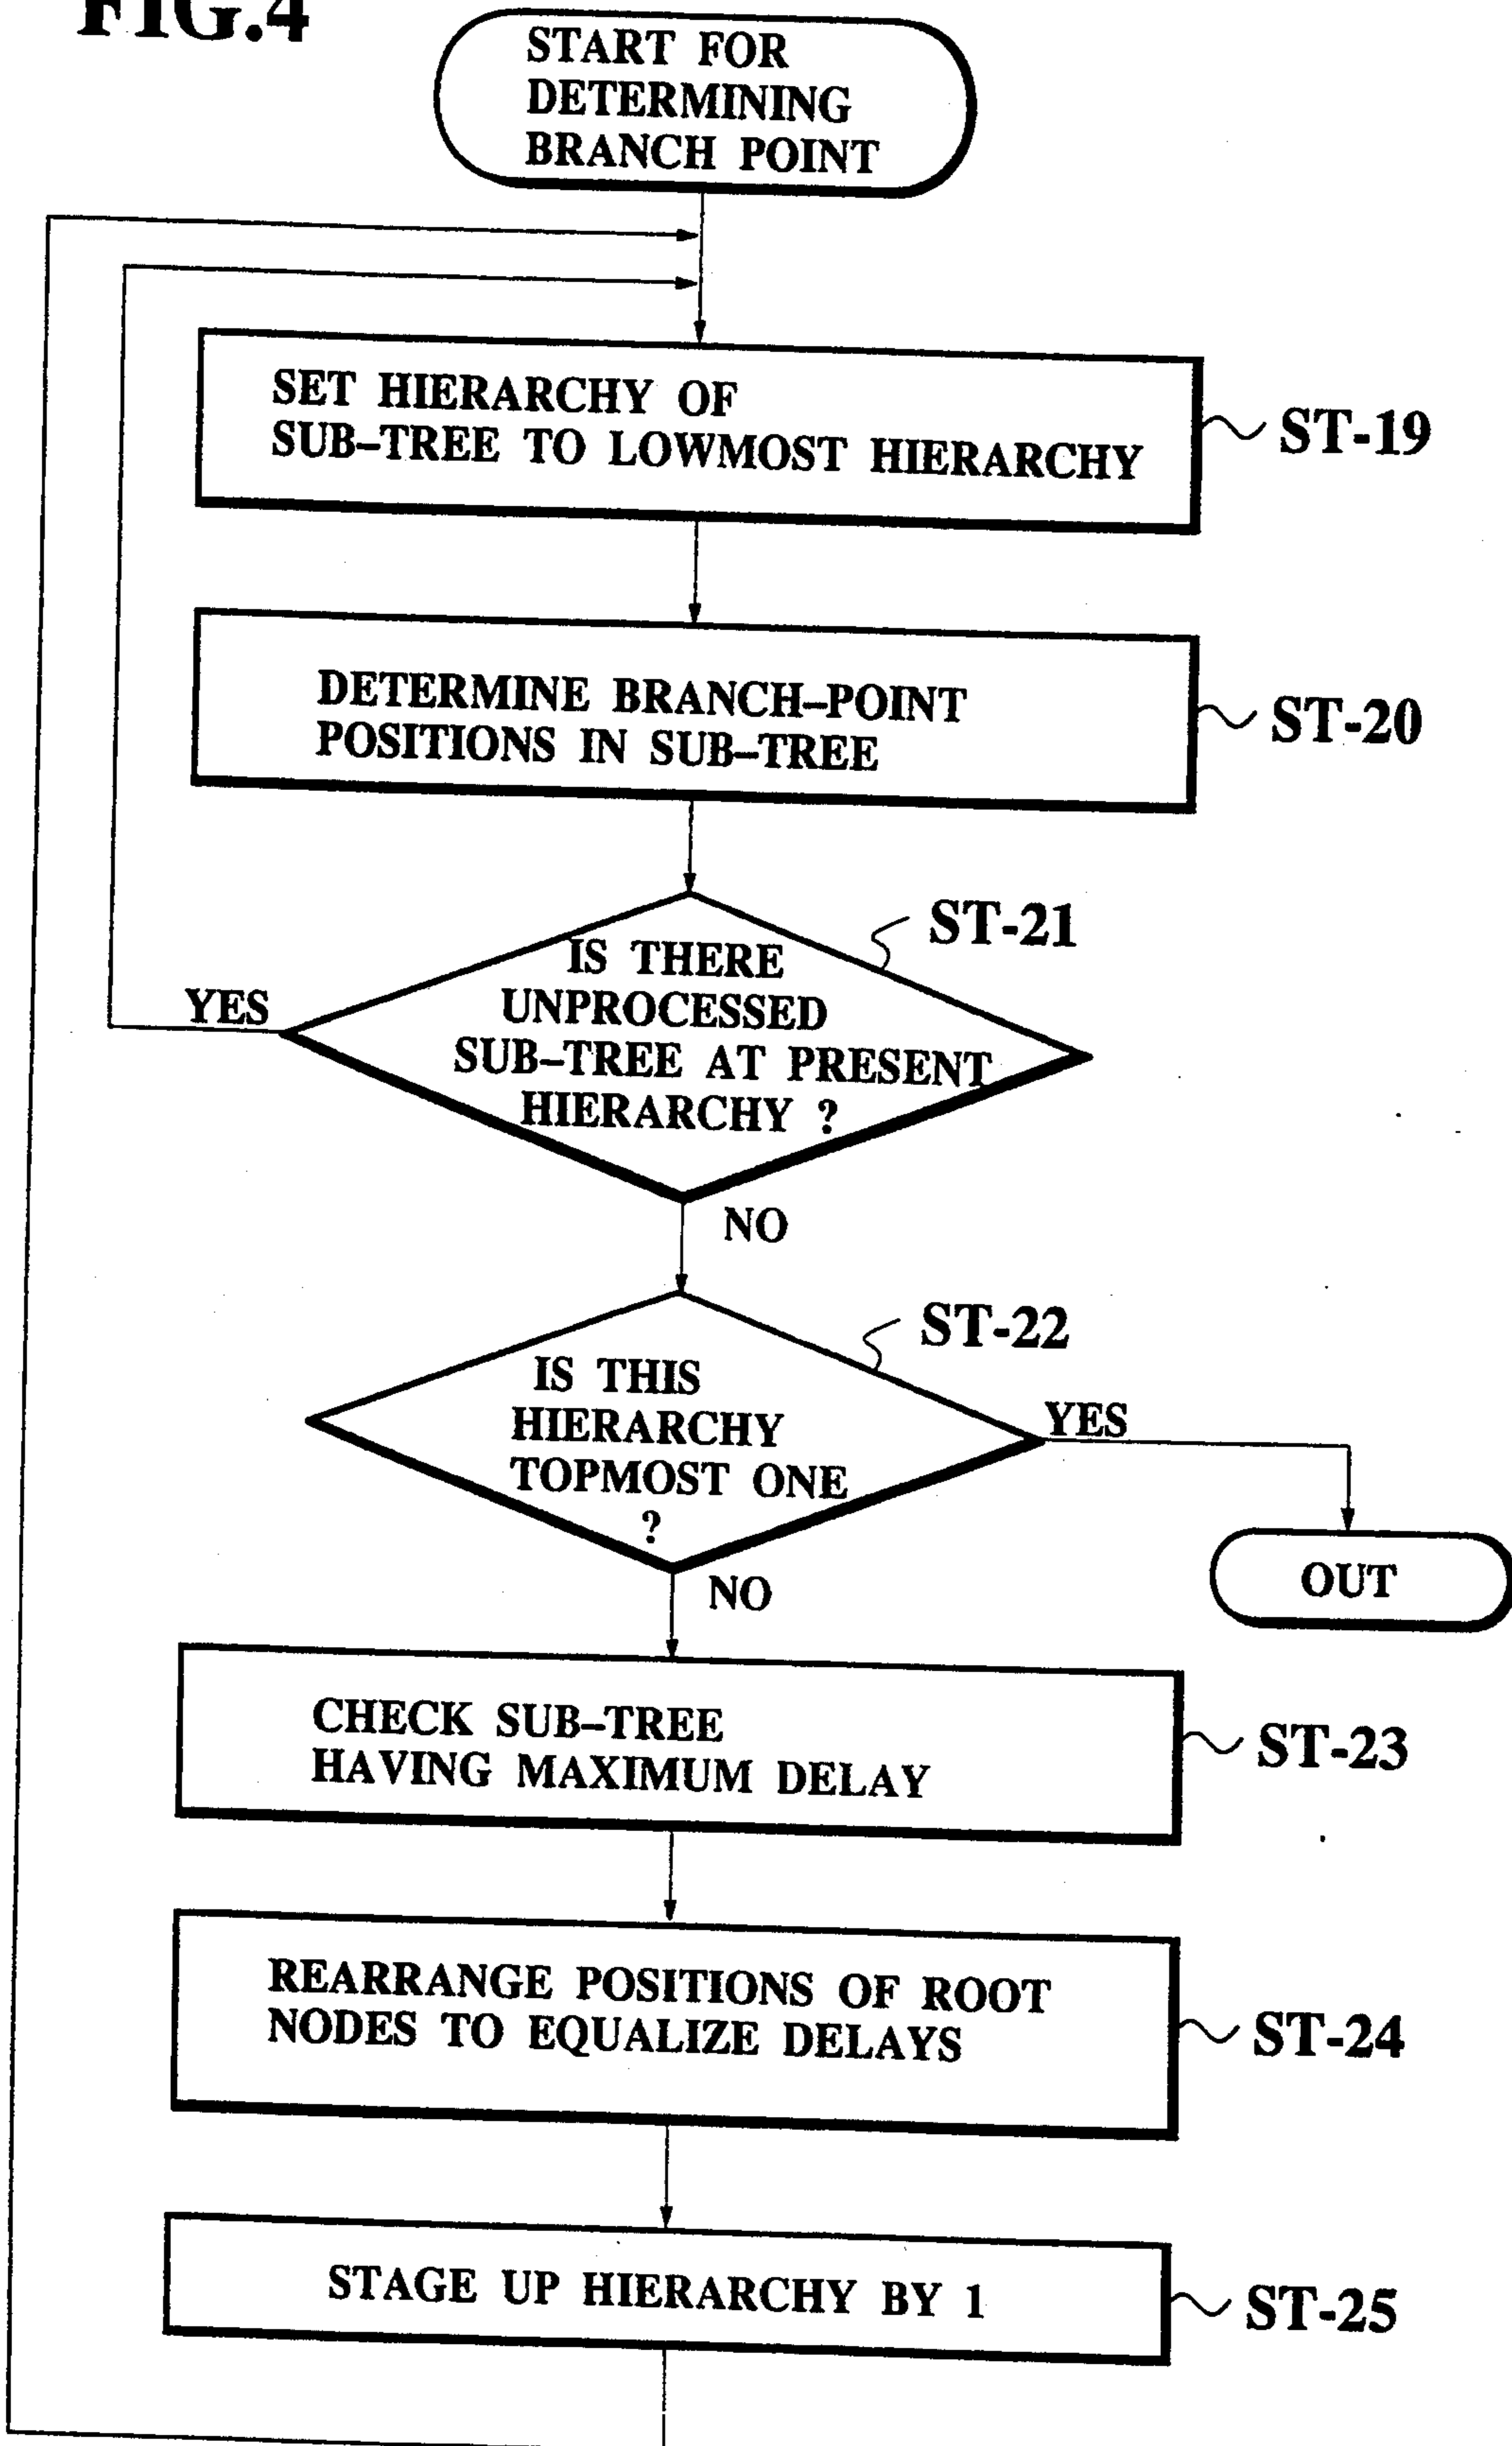 FIG.4
START FOR
DETERMINING
BRANCH POINT
SET HIERARCHY OF
SUB-TREE TO LOWMOST HIERARCHY
ST-19
DETERMINE BRANCH-POINT
POSITIONS IN SUB-TREE
ST-20
ST-21
IS THERE
UNPROCESSED
SUB-TREE AT PRESENT
HIERARCHY ?
YES
NO
ST-22
IS THIS
HIERARCHY
TOPMOST ONE
?
YES
OUT
NO
CHECK SUB-TREE
HAVING MAXIMUM DELAY
ST-23
REARRANGE POSITIONS OF ROOT
NODES TO EQUALIZE DELAYS
ST-24
STAGE UP HIERARCHY BY 1
ST-25